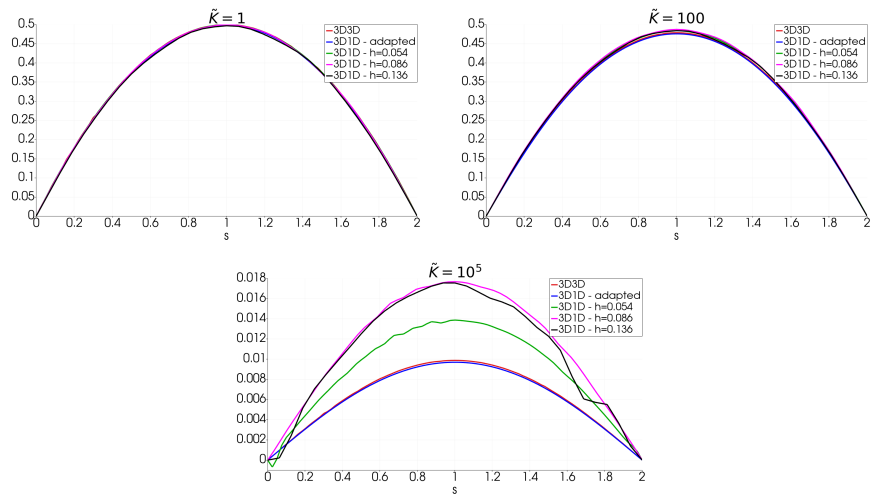 K̃ = 1
0.5
0.45
0.4
0.35
0.3
0.25
0.2
0.15
0.1
0.05
0
0 0.2 0.4 0.6 0.8 1 1.2 1.4 1.6 1.8 2
s
3D3D
3D1D - adapted
3D1D - h=0.054
3D1D - h=0.086
3D1D - h=0.136
K̃ = 100
0.5
0.45
0.4
0.35
0.3
0.25
0.2
0.15
0.1
0.05
0
0 0.2 0.4 0.6 0.8 1 1.2 1.4 1.6 1.8 2
s
3D3D
3D1D - adapted
3D1D - h=0.054
3D1D - h=0.086
3D1D - h=0.136
K̃ = 10⁵
0.018
0.016
0.014
0.012
0.01
0.008
0.006
0.004
0.002
0
0 0.2 0.4 0.6 0.8 1 1.2 1.4 1.6 1.8 2
s
3D3D
3D1D - adapted
3D1D - h=0.054
3D1D - h=0.086
3D1D - h=0.136